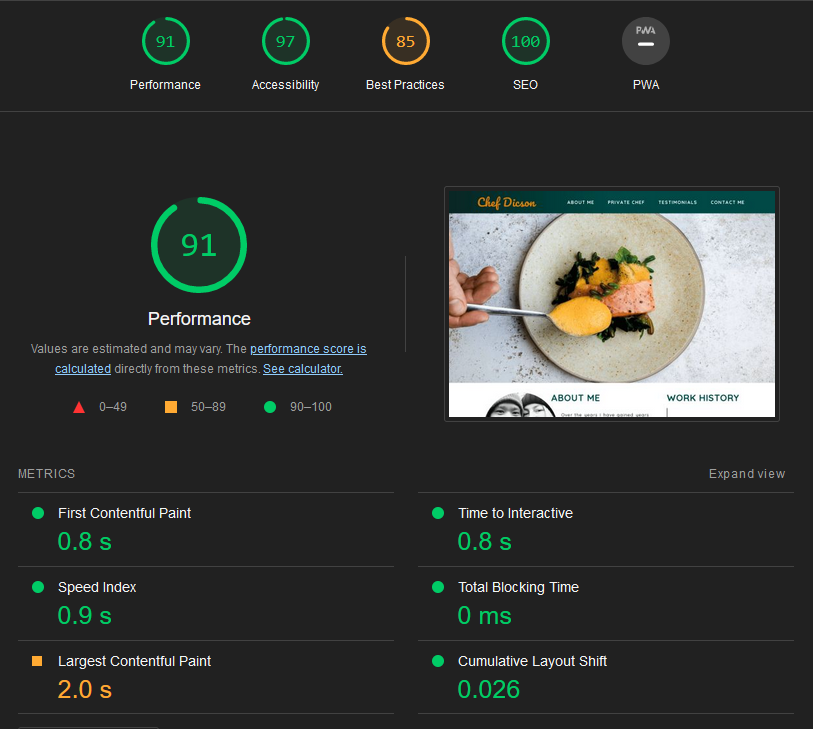 91 97 85 100 PWA
Performance Accessibility Best Practices SEO PWA
91
Performance
Values are estimated and may vary. The performance score is
calculated directly from these metrics. See calculator.
0–49 50–89 90–100
Chef Dicson ABOUT ME PRIVATE CHEF TESTIMONIALS CONTACT ME
ABOUT ME WORK HISTORY
Over the years i have gained years
METRICS Expand view
First Contentful Paint
0.8 s
Time to Interactive
0.8 s
Speed Index
0.9 s
Total Blocking Time
0 ms
Largest Contentful Paint
2.0 s
Cumulative Layout Shift
0.026